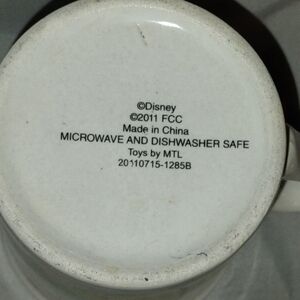 ©Disney
©2011 FCC
Made in China
MICROWAVE AND DISHWASHER SAFE
Toys by MTL
20110715-1285B